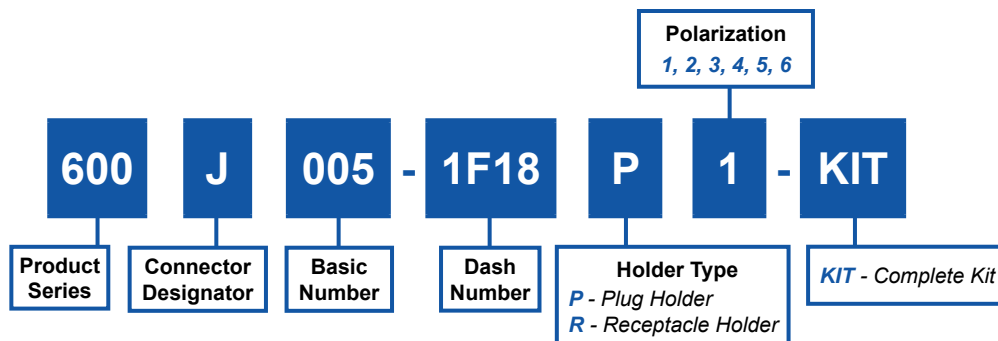 Polarization
1, 2, 3, 4, 5, 6
600 J 005 - 1F18 P 1 - KIT
Product
Series
Connector
Designator
Basic
Number
Dash
Number
Holder Type
P - Plug Holder
R - Receptacle Holder
KIT - Complete Kit